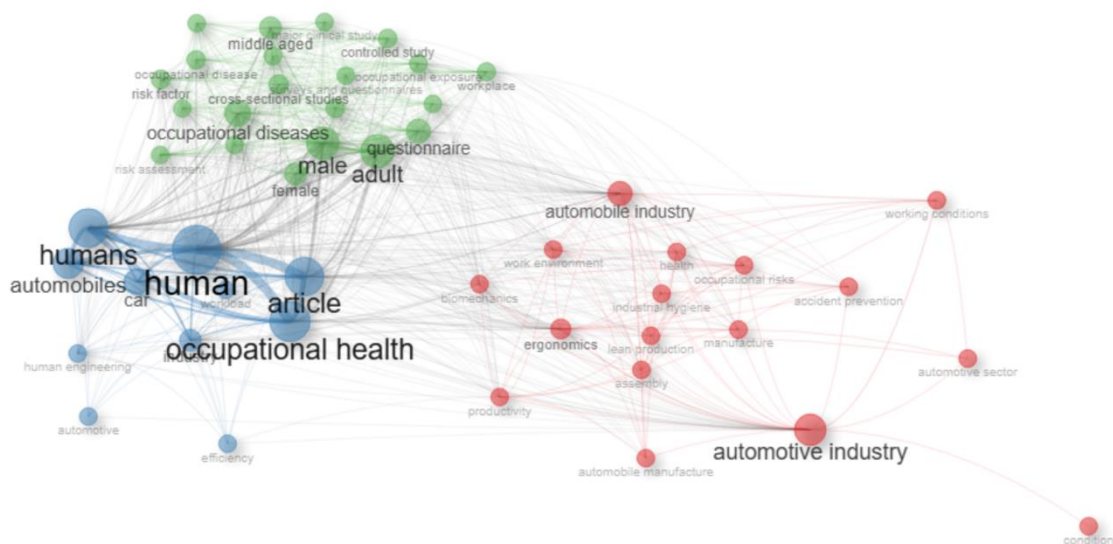 major clinical study
middle aged
controlled study
occupational disease
occupational exposure
workplace
risk factor
surveys and questionnaires
cross-sectional studies
occupational diseases
questionnaire
risk assessment
male
adult
female
automobile industry
working conditions
humans
work environment
health
occupational risks
automobiles
human
car
workload
article
biomechanics
industrial hygiene
accident prevention
ergonomics
lean production
manufacture
occupational health
industry
human engineering
assembly
automotive sector
productivity
automotive
automotive industry
efficiency
automobile manufacture
condition